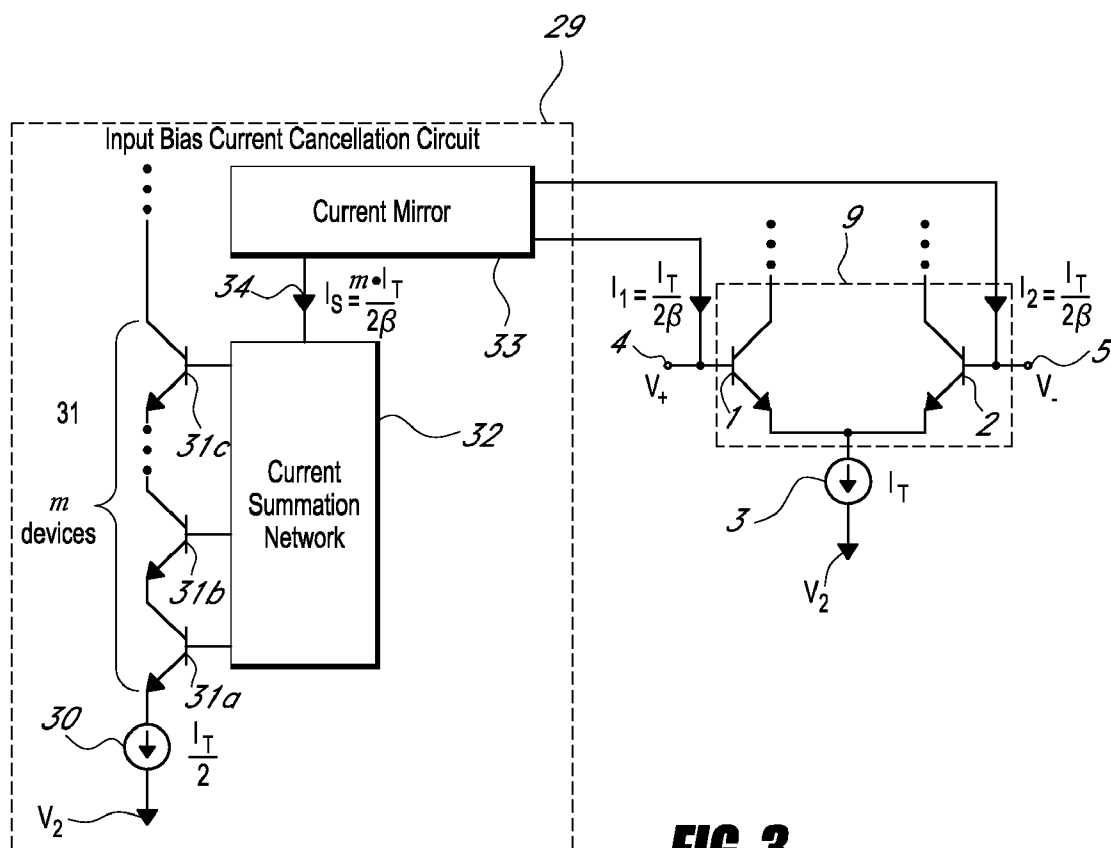 29
Input Bias Current Cancellation Circuit
Current Mirror
34
I_S = m•I_T / 2β
33
9
I_1 = I_T / 2β
I_2 = I_T / 2β
4
5
V_+
V_-
1
2
31
m
devices
31c
32
Current
Summation
Network
3
I_T
V_2
31b
31a
30
I_T / 2
V_2
FIG. 3